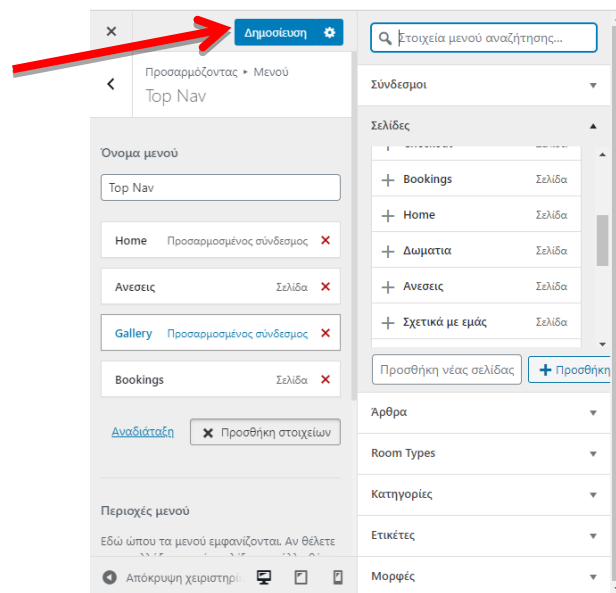 Δημοσίευση
Προσαρμόζοντας ▸ Μενού
Top Nav
Όνομα μενού
Top Nav
Home Προσαρμοσμένος σύνδεσμος
Ανεσεις Σελίδα
Gallery Προσαρμοσμένος σύνδεσμος
Bookings Σελίδα
Αναδιάταξη Προσθήκη στοιχείων
Περιοχές μενού
Εδώ ώπου τα μενού εμφανίζονται. Αν θέλετε
Απόκρυψη
Στοιχεία μενού αναζήτησης...
Σύνδεσμοι
Σελίδες
Bookings Σελίδα
Home Σελίδα
Δωματια Σελίδα
Ανεσεις Σελίδα
Σχετικά με εμάς Σελίδα
Προσθήκη νέας σελίδας Προσθήκη
Άρθρα
Room Types
Κατηγορίες
Ετικέτες
Μορφές